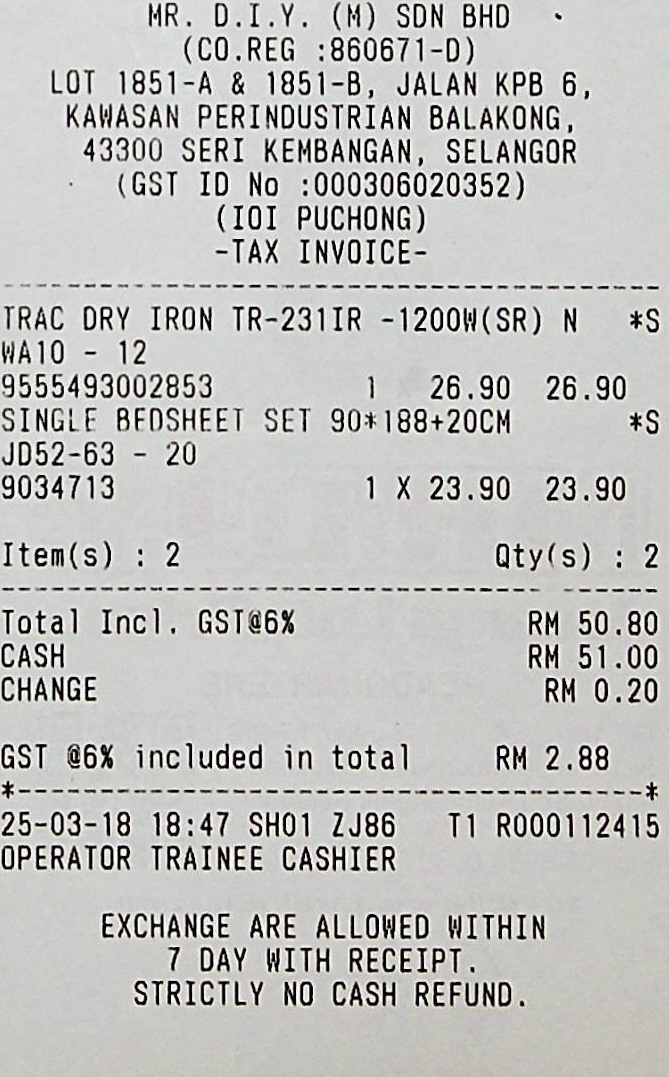 MR. D.I.Y. (M) SDN BHD
(CO.REG :860671-D)
LOT 1851-A & 1851-B, JALAN KPB 6,
KAWASAN PERINDUSTRIAN BALAKONG,
43300 SERI KEMBANGAN, SELANGOR
(GST ID No :000306020352)
(IOI PUCHONG)
-TAX INVOICE-
TRAC DRY IRON TR-231IR -1200W(SR) N *S
WA10 - 12
9555493002853 1 X 26.90 26.90
SINGLE BEDSHEET SET 90*188+20CM *S
JD52-63 - 20
9034713 1 X 23.90 23.90
Item(s) : 2 Qty(s) : 2
Total Incl. GST@6% RM 50.80
CASH RM 51.00
CHANGE RM 0.20
GST @6% included in total RM 2.88
*--------------------------------------*
25-03-18 18:47 SH01 ZJ86 T1 R000112415
OPERATOR TRAINEE CASHIER
EXCHANGE ARE ALLOWED WITHIN
7 DAY WITH RECEIPT.
STRICTLY NO CASH REFUND.